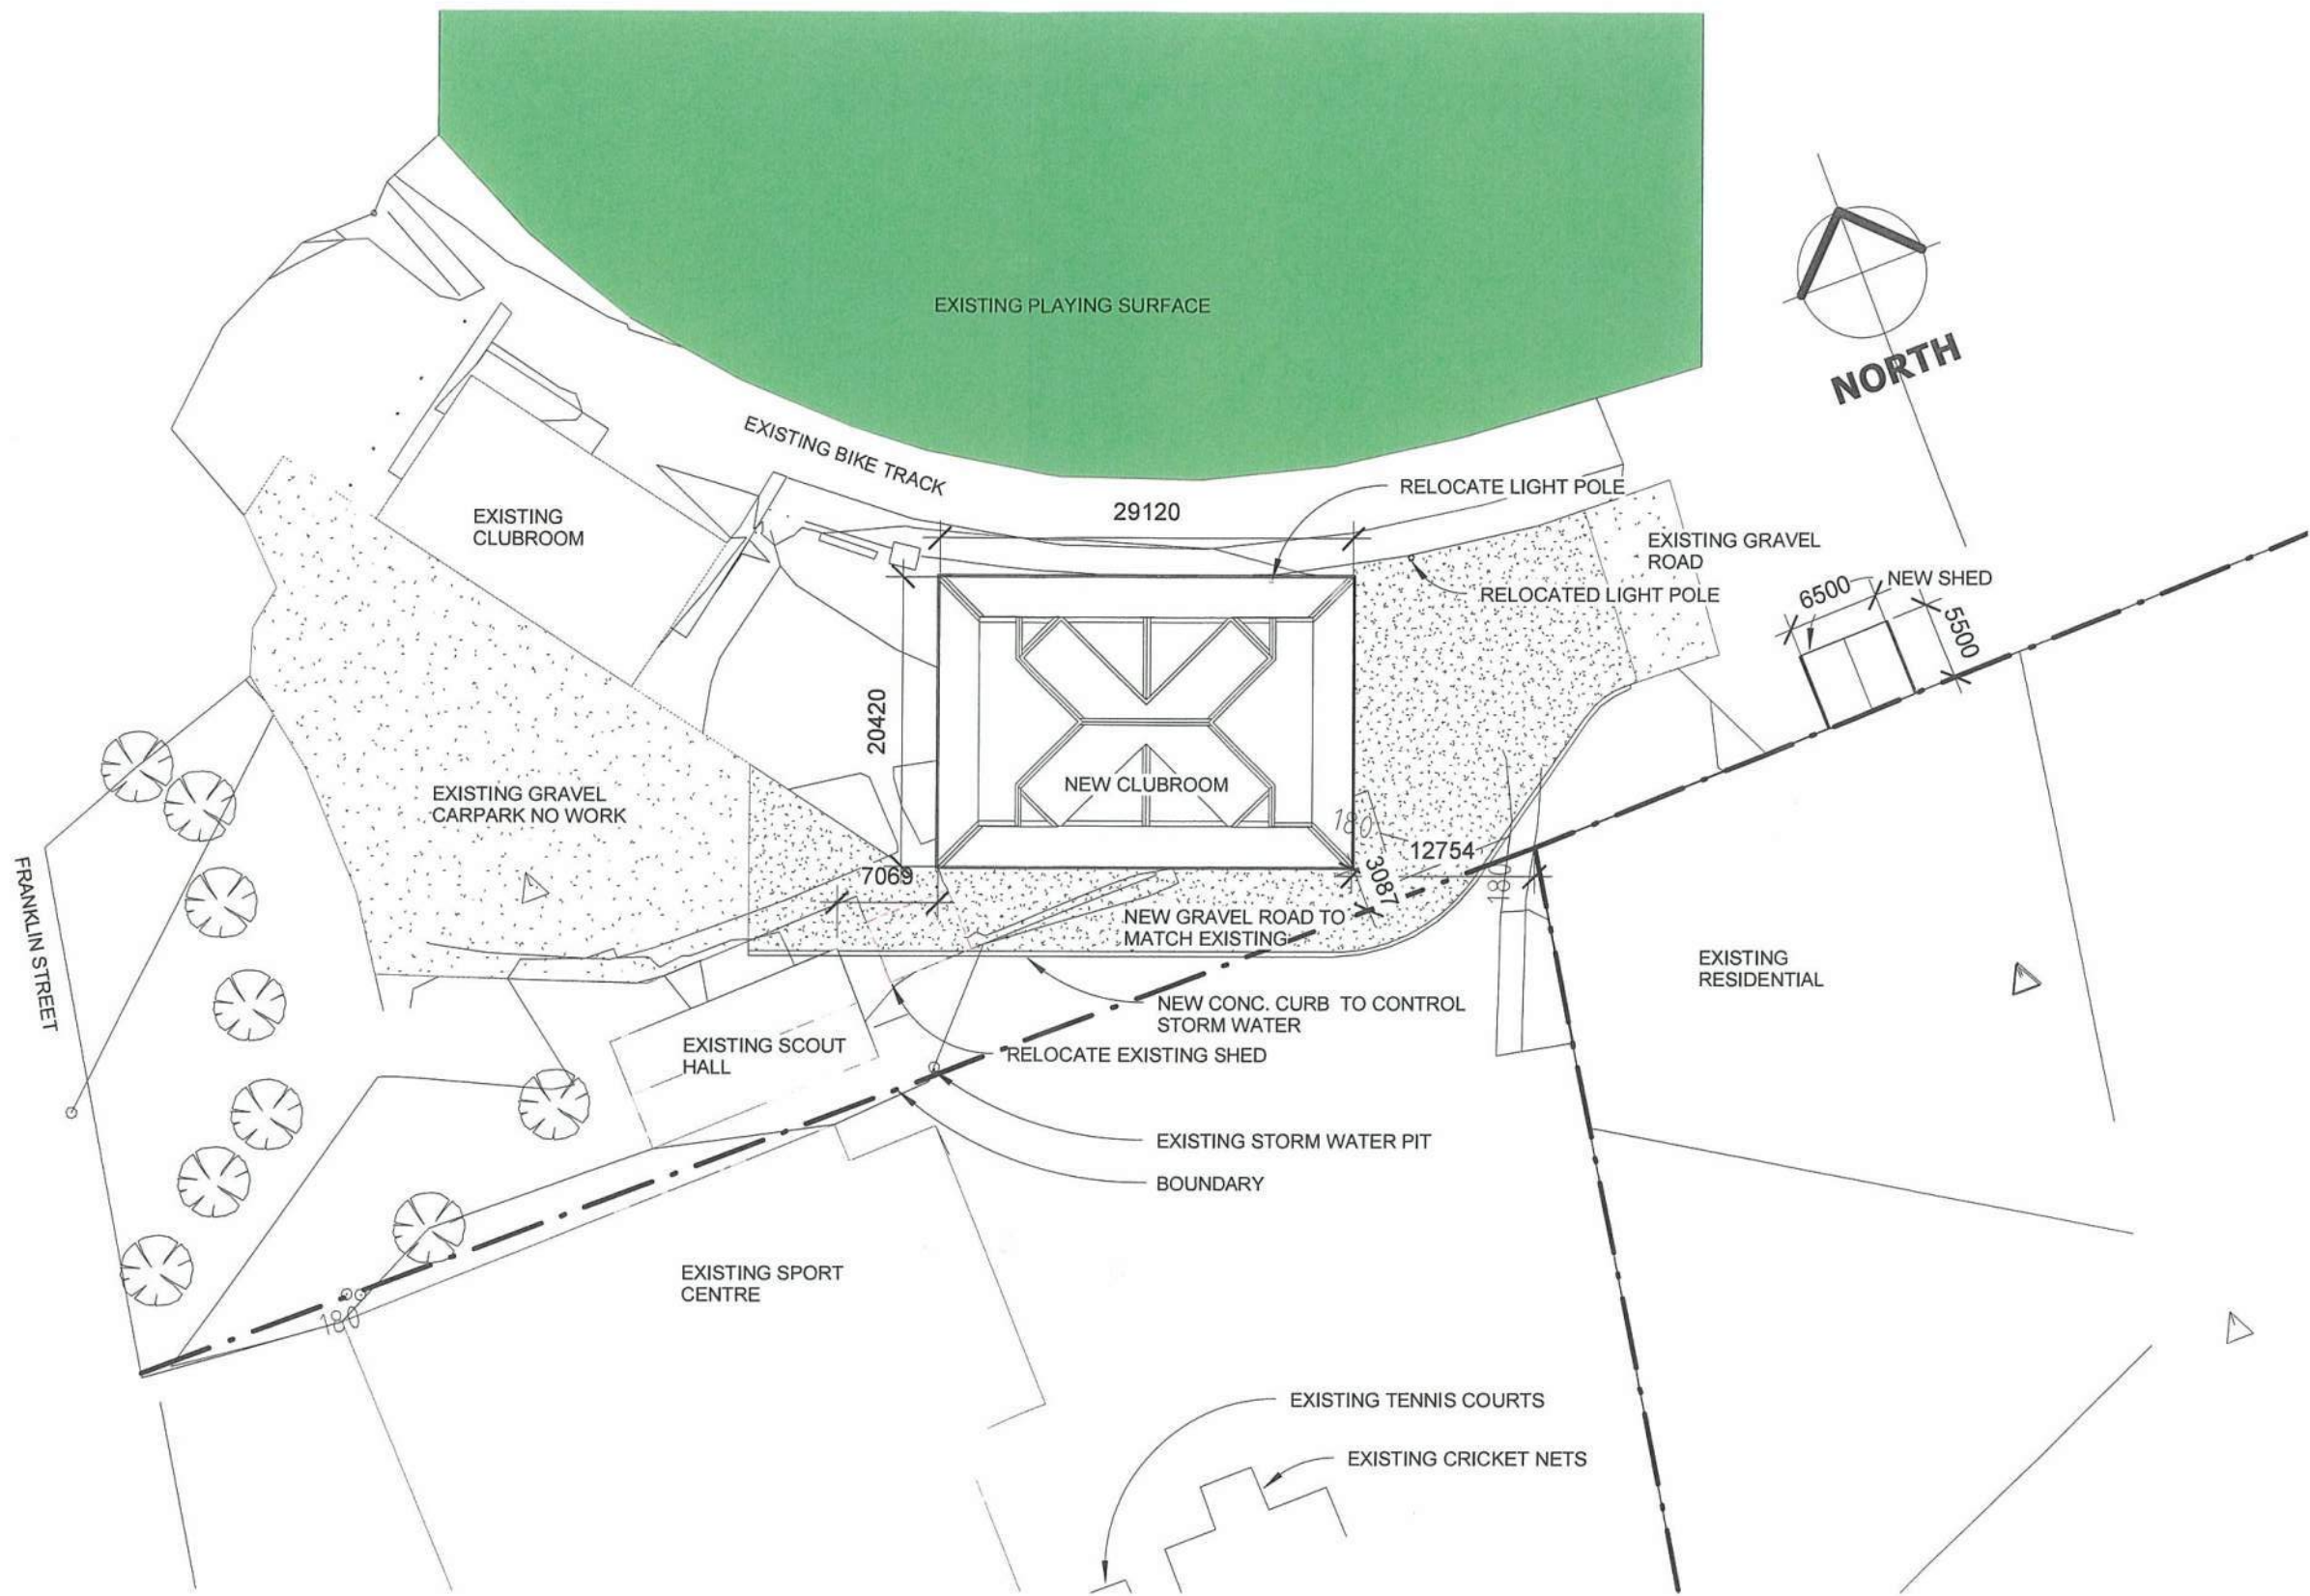 EXISTING PLAYING SURFACE
NORTH
EXISTING BIKE TRACK
RELOCATE LIGHT POLE
29120
EXISTING
CLUBROOM
EXISTING GRAVEL
ROAD
NEW SHED
6500
RELOCATED LIGHT POLE
5500
20420
NEW CLUBROOM
EXISTING GRAVEL
CARPARK NO WORK
180
12754
7069
3087
180
FRANKLIN STREET
NEW GRAVEL ROAD TO
MATCH EXISTING
EXISTING
RESIDENTIAL
NEW CONC. CURB TO CONTROL
STORM WATER
EXISTING SCOUT
HALL
RELOCATE EXISTING SHED
EXISTING STORM WATER PIT
BOUNDARY
EXISTING SPORT
CENTRE
180
EXISTING TENNIS COURTS
EXISTING CRICKET NETS